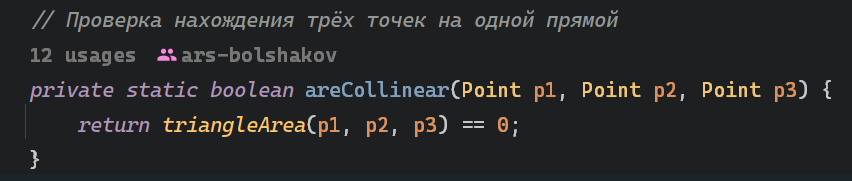 // Проверка нахождения трёх точек на одной прямой
12 usages ars-bolshakov
private static boolean areCollinear(Point p1, Point p2, Point p3) {
    return triangleArea(p1, p2, p3) == 0;
}